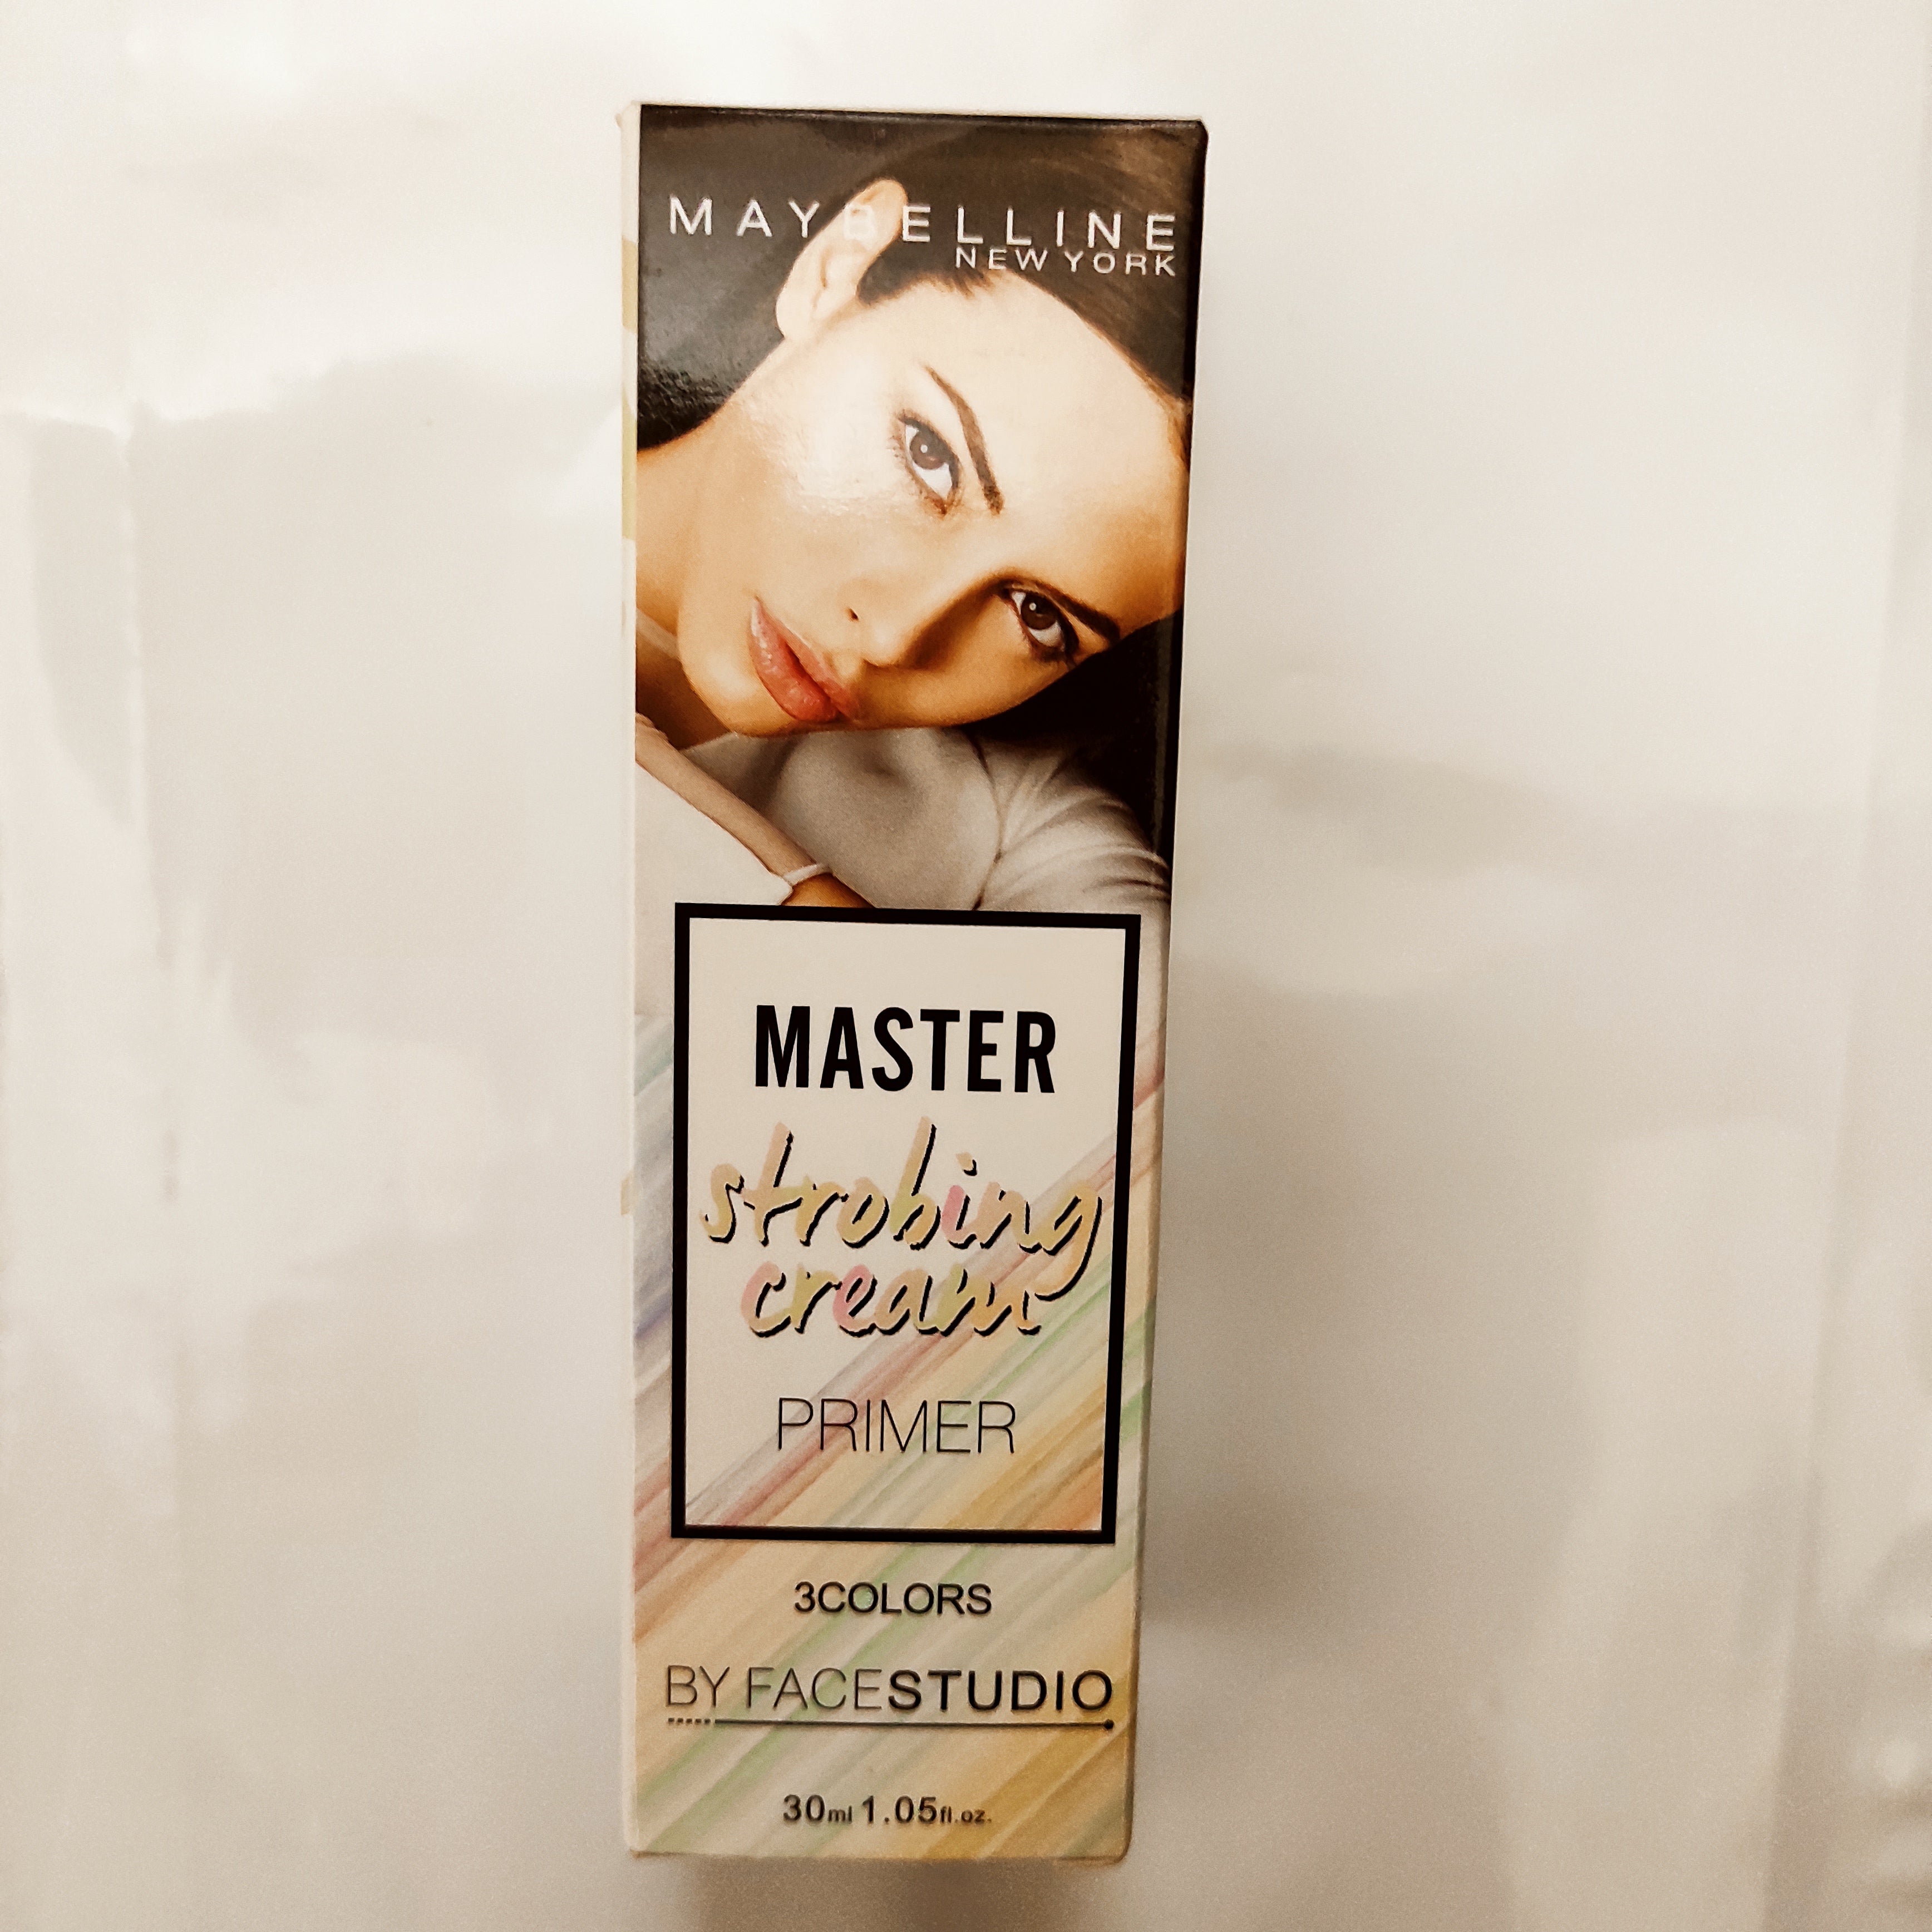 MAYBELLINE
NEW YORK
MASTER
strobing
cream
PRIMER
3COLORS
BY FACESTUDIO
30ml 1.05fl.oz.